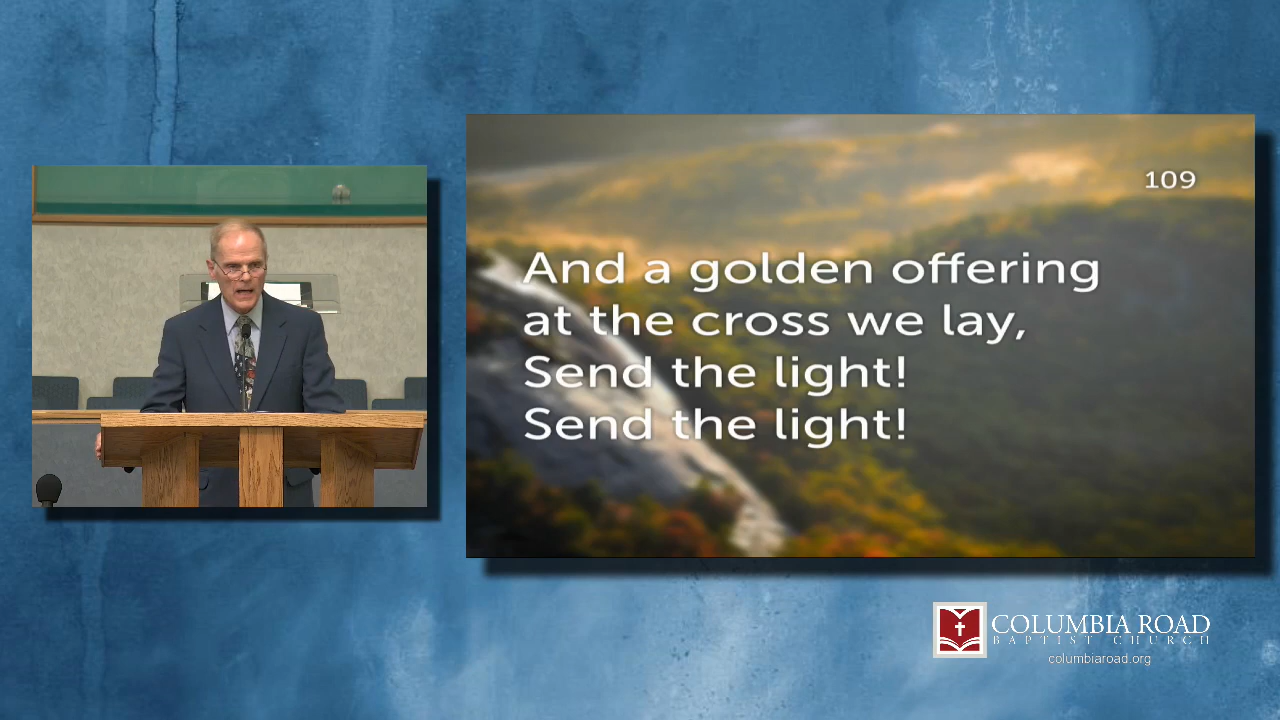 109
And a golden offering
at the cross we lay,
Send the light!
Send the light!
COLUMBIA ROAD
BAPTIST CHURCH
columbiaroad.org